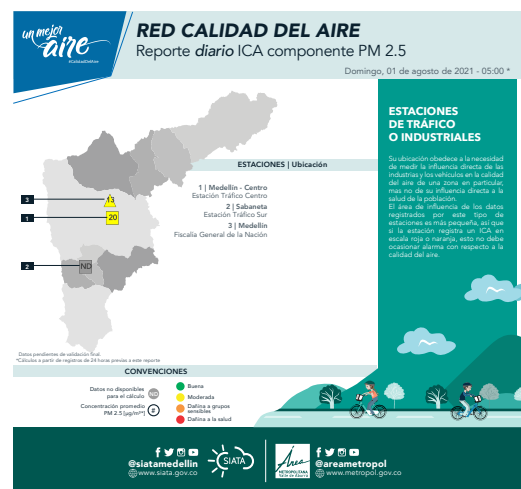 un mejor
aire
#CalidadDelAire
RED CALIDAD DEL AIRE
Reporte diario ICA componente PM 2.5
Domingo, 01 de agosto de 2021 - 05:00 *
ESTACIONES | Ubicación
1 | Medellín - Centro
Estación Tráfico Centro
2 | Sabaneta
Estación Tráfico Sur
3 | Medellín
Fiscalía General de la Nación
3
13
1
20
2
ND
Datos pendientes de validación final.
*Cálculos a partir de registros de 24 horas previas a este reporte
ESTACIONES
DE TRÁFICO
O INDUSTRIALES
Su ubicación obedece a la necesidad
de medir la influencia directa de las
industrias y los vehículos en la calidad
del aire de una zona en particular,
mas no de su influencia directa a la
salud de la población.
El área de influencia de los datos
registrados por este tipo de
estaciones es más pequeña, así que
si la estación registra un ICA en
escala roja o naranja, esto no debe
ocasionar alarma con respecto a la
calidad del aire.
CONVENCIONES
Datos no disponibles
para el cálculo
ND
Concentración promedio
PM 2.5 (µg/m³*)
#
Buena
Moderada
Dañina a grupos
sensibles
Dañina a la salud
@siatamedellin
www.siata.gov.co
SIATA
Área
METROPOLITANA
Valle de Aburrá
@areametropol
www.metropol.gov.co